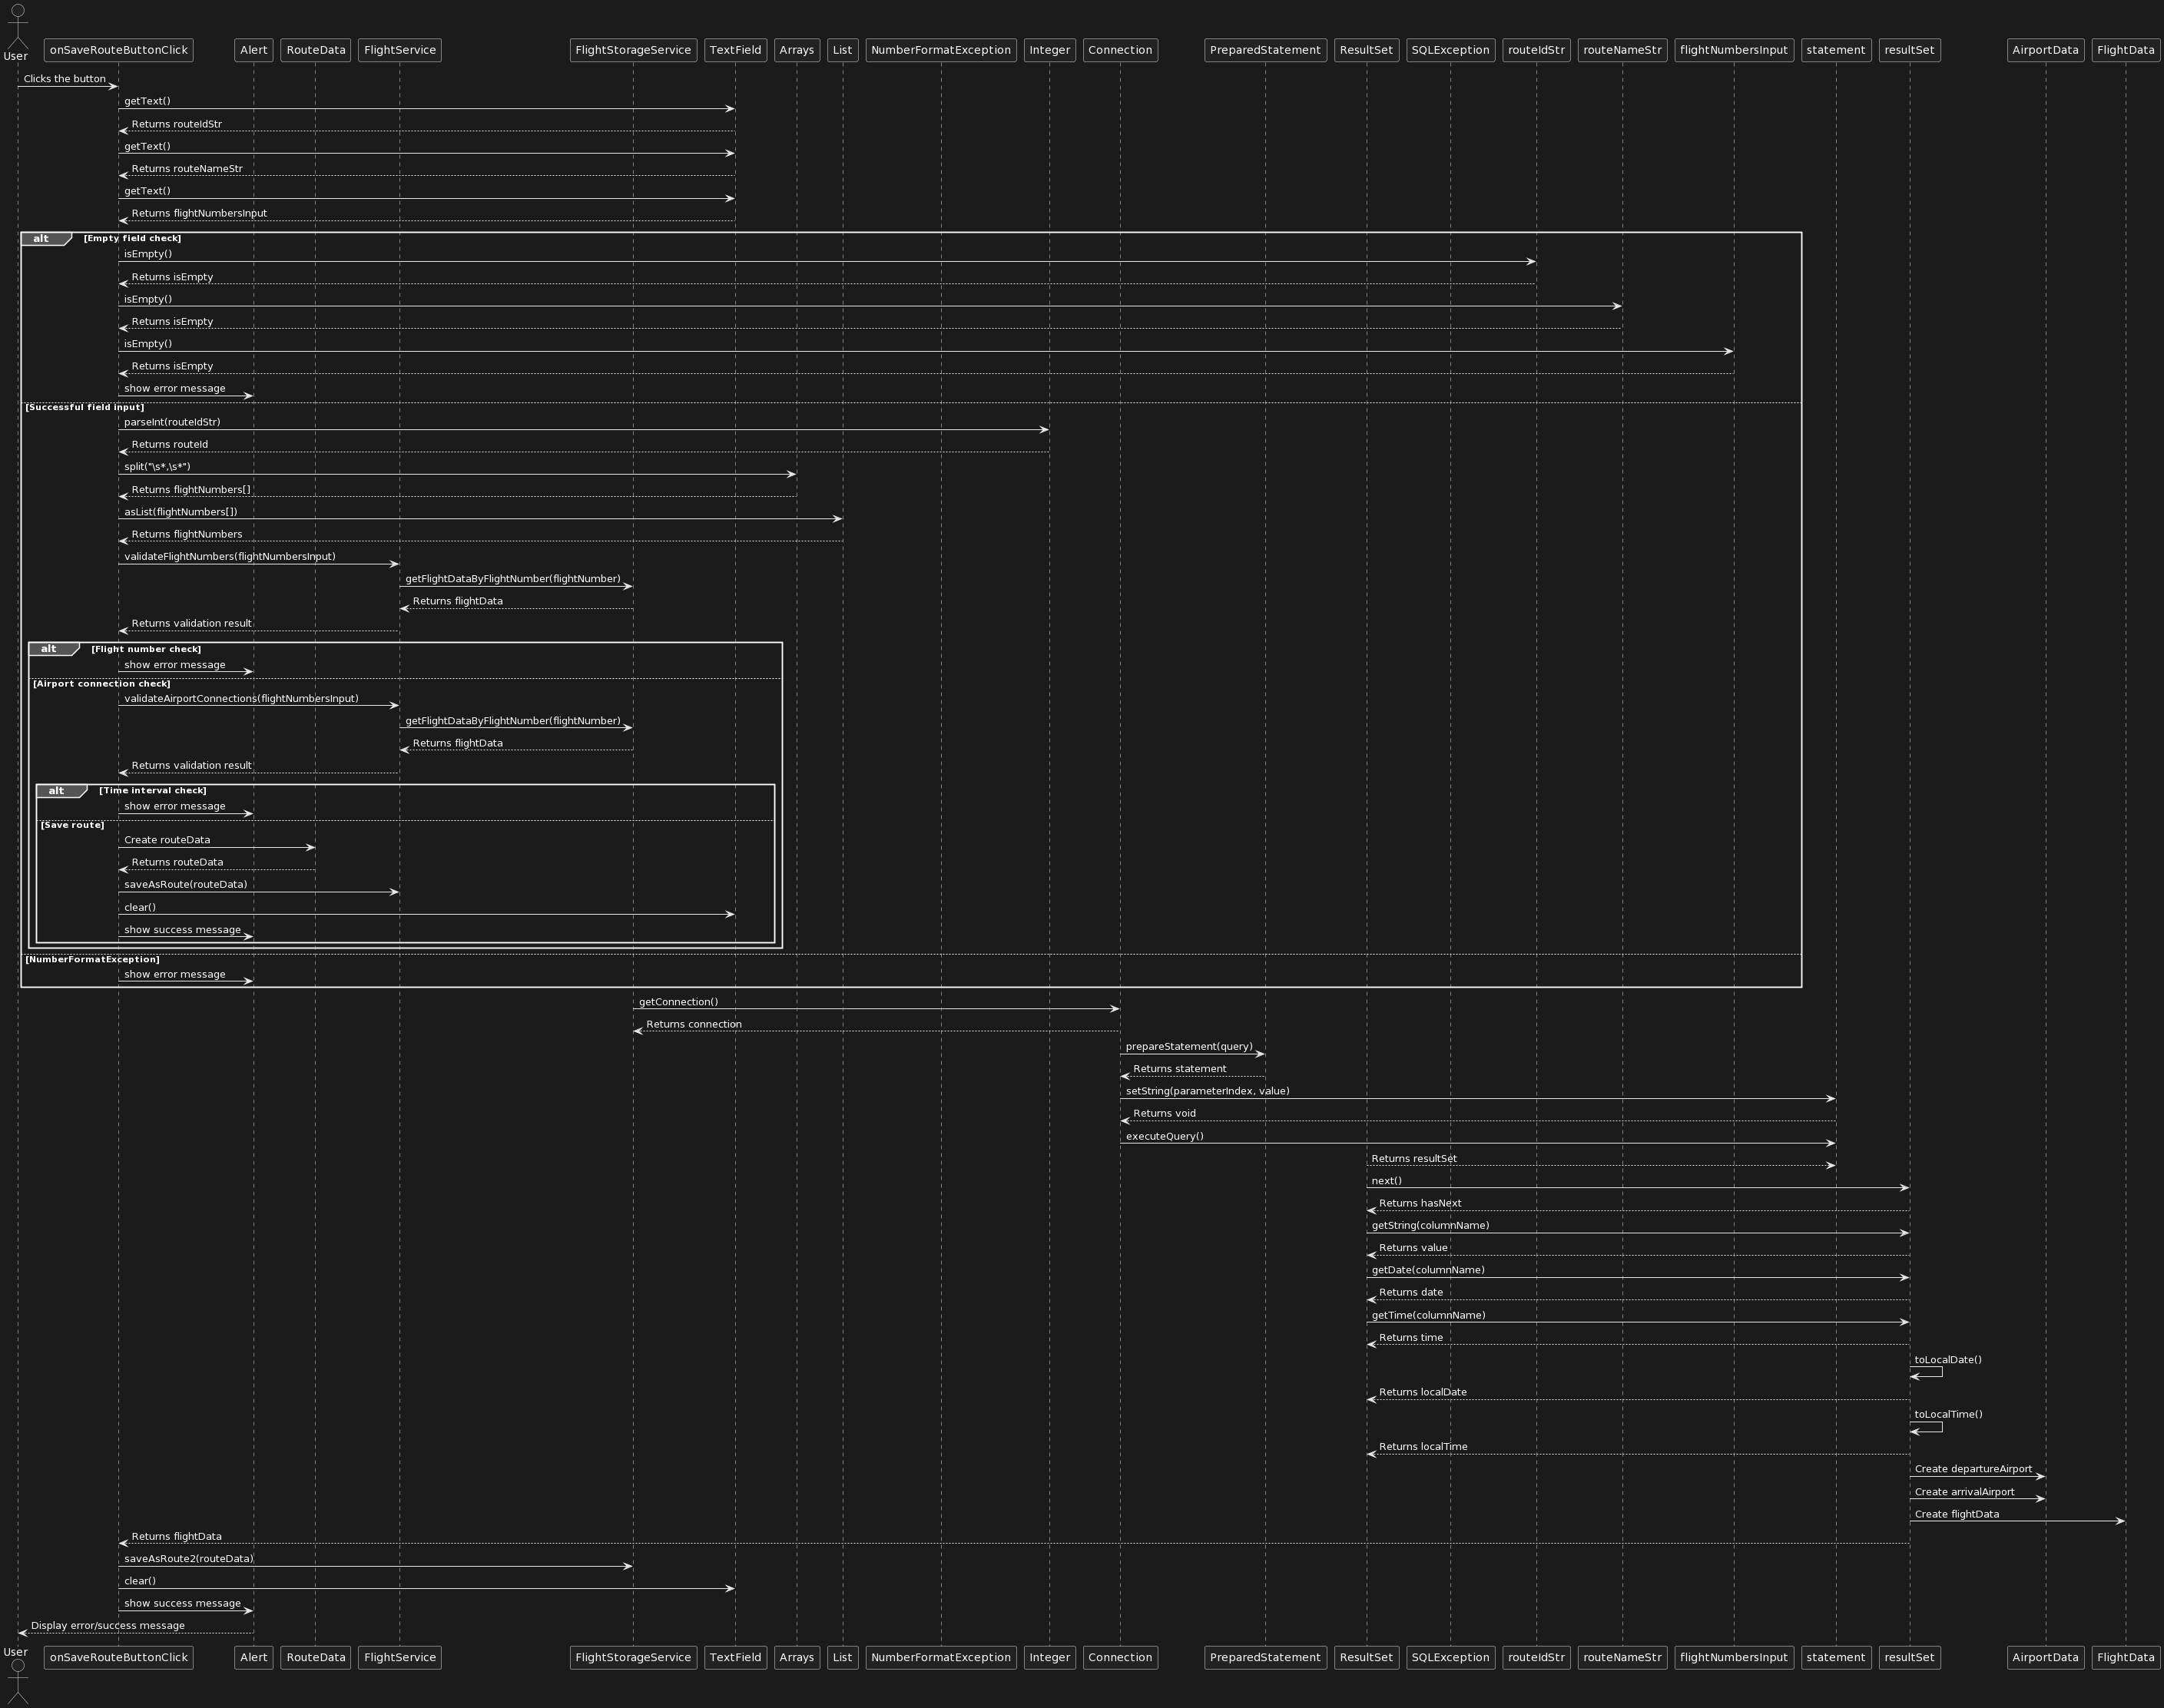 User
onSaveRouteButtonClick
Alert
RouteData
FlightService
FlightStorageService
TextField
Arrays
List
NumberFormatException
Integer
Connection
PreparedStatement
ResultSet
SQLException
routeIdStr
routeNameStr
flightNumbersInput
statement
resultSet
AirportData
FlightData
Clicks the button
getText()
Returns routeIdStr
getText()
Returns routeNameStr
getText()
Returns flightNumbersInput
alt [Empty field check]
isEmpty()
Returns isEmpty
isEmpty()
Returns isEmpty
isEmpty()
Returns isEmpty
show error message
[Successful field input]
parseInt(routeIdStr)
Returns routeId
split("\s*,\s*")
Returns flightNumbers[]
asList(flightNumbers[])
Returns flightNumbers
validateFlightNumbers(flightNumbersInput)
getFlightDataByFlightNumber(flightNumber)
Returns flightData
Returns validation result
alt [Flight number check]
show error message
[Airport connection check]
validateAirportConnections(flightNumbersInput)
getFlightDataByFlightNumber(flightNumber)
Returns flightData
Returns validation result
alt [Time interval check]
show error message
[Save route]
Create routeData
Returns routeData
saveAsRoute(routeData)
clear()
show success message
[NumberFormatException]
show error message
getConnection()
Returns connection
prepareStatement(query)
Returns statement
setString(parameterIndex, value)
Returns void
executeQuery()
Returns resultSet
next()
Returns hasNext
getString(columnName)
Returns value
getDate(columnName)
Returns date
getTime(columnName)
Returns time
toLocalDate()
Returns localDate
toLocalTime()
Returns localTime
Create departureAirport
Create arrivalAirport
Create flightData
Returns flightData
saveAsRoute2(routeData)
clear()
show success message
Display error/success message
User
onSaveRouteButtonClick
Alert
RouteData
FlightService
FlightStorageService
TextField
Arrays
List
NumberFormatException
Integer
Connection
PreparedStatement
ResultSet
SQLException
routeIdStr
routeNameStr
flightNumbersInput
statement
resultSet
AirportData
FlightData